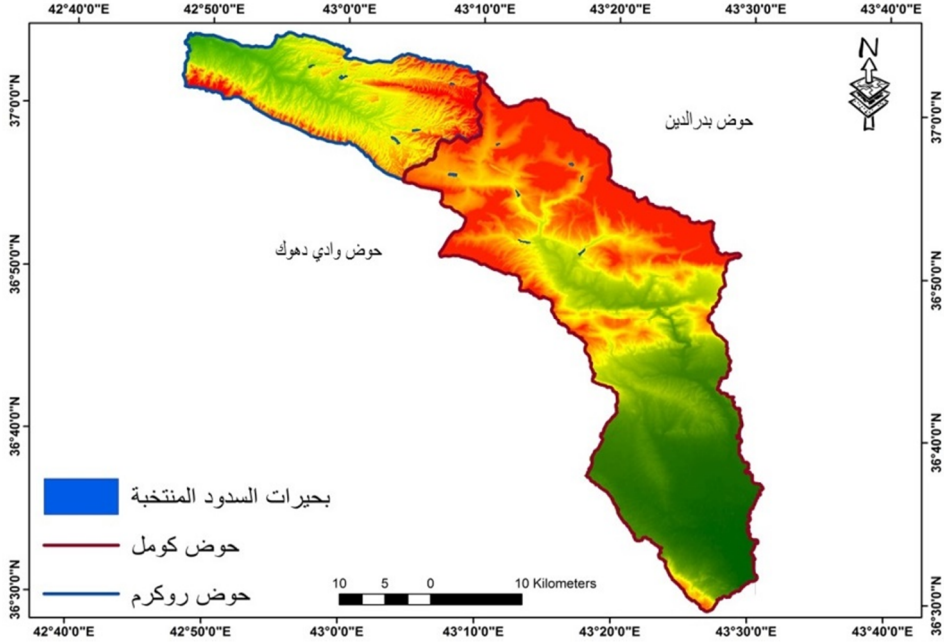 42°40'0"E 42°50'0"E 43°0'0"E 43°10'0"E 43°20'0"E 43°30'0"E 43°40'0"E
N
37°0'0"N
37°0'0"N
حوض بدرالدين
حوض وادي دهوك
36°50'0"N
36°50'0"N
36°40'0"N
36°40'0"N
بحيرات السدود المنتخبة
حوض كومل
حوض روكرم
10 5 0 10 Kilometers
36°30'0"N
36°30'0"N
42°40'0"E 42°50'0"E 43°0'0"E 43°10'0"E 43°20'0"E 43°30'0"E 43°40'0"E